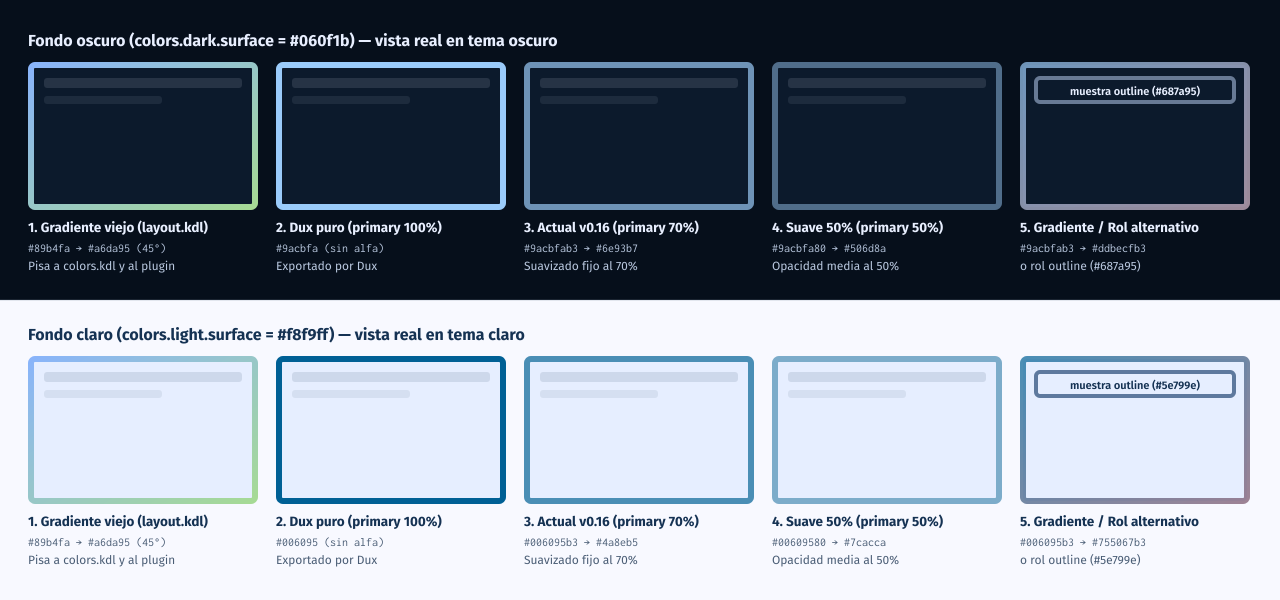 Fondo oscuro (colors.dark.surface = #060f1b) — vista real en tema oscuro
muestra outline (#687a95)
1. Gradiente viejo (layout.kdl)
#89b4fa → #a6da95 (45°)
Pisa a colors.kdl y al plugin
2. Dux puro (primary 100%)
#9acbfa (sin alfa)
Exportado por Dux
3. Actual v0.16 (primary 70%)
#9acbfab3 → #6e93b7
Suavizado fijo al 70%
4. Suave 50% (primary 50%)
#9acbfa80 → #506d8a
Opacidad media al 50%
5. Gradiente / Rol alternativo
#9acbfab3 → #ddbecfb3
o rol outline (#687a95)
Fondo claro (colors.light.surface = #f8f9ff) — vista real en tema claro
muestra outline (#5e799e)
1. Gradiente viejo (layout.kdl)
#89b4fa → #a6da95 (45°)
Pisa a colors.kdl y al plugin
2. Dux puro (primary 100%)
#006095 (sin alfa)
Exportado por Dux
3. Actual v0.16 (primary 70%)
#006095b3 → #4a8eb5
Suavizado fijo al 70%
4. Suave 50% (primary 50%)
#00609580 → #7cacca
Opacidad media al 50%
5. Gradiente / Rol alternativo
#006095b3 → #755067b3
o rol outline (#5e799e)